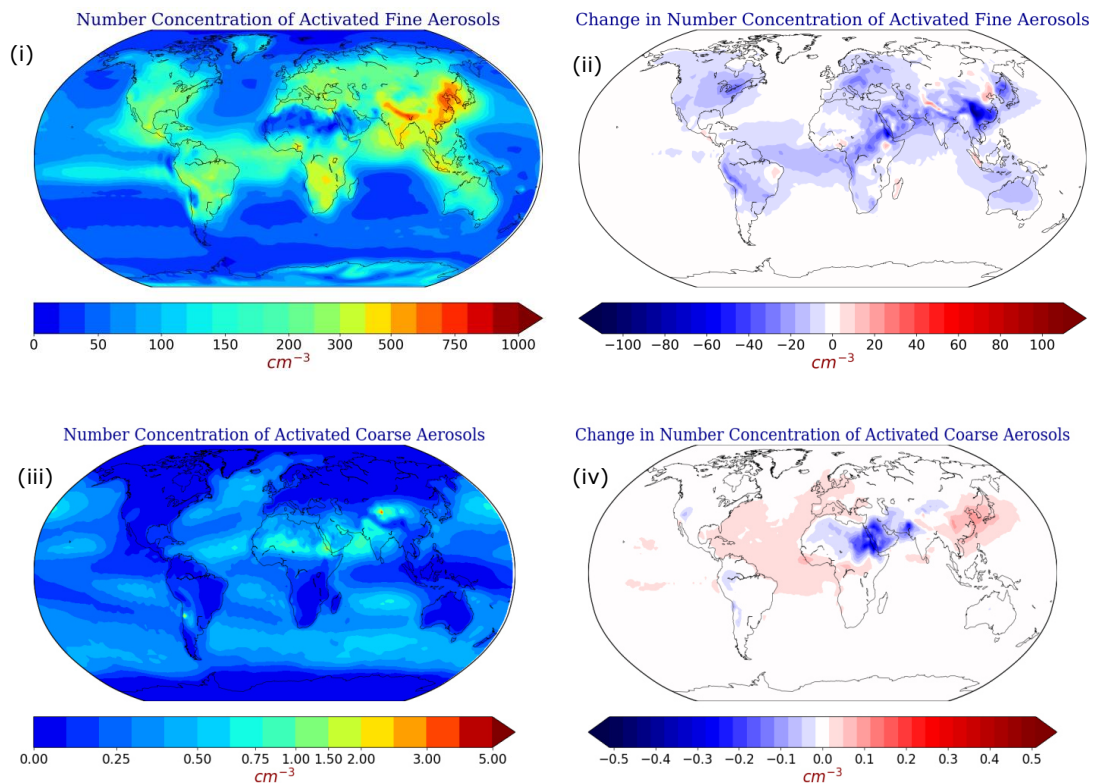 Number Concentration of Activated Fine Aerosols
(i)
0 50 100 150 200 300 500 750 1000
cm⁻³
Change in Number Concentration of Activated Fine Aerosols
(ii)
−100 −80 −60 −40 −20 0 20 40 60 80 100
cm⁻³
Number Concentration of Activated Coarse Aerosols
(iii)
0.00 0.25 0.50 0.75 1.00 1.50 2.00 3.00 5.00
cm⁻³
Change in Number Concentration of Activated Coarse Aerosols
(iv)
−0.5 −0.4 −0.3 −0.2 −0.1 0.0 0.1 0.2 0.3 0.4 0.5
cm⁻³